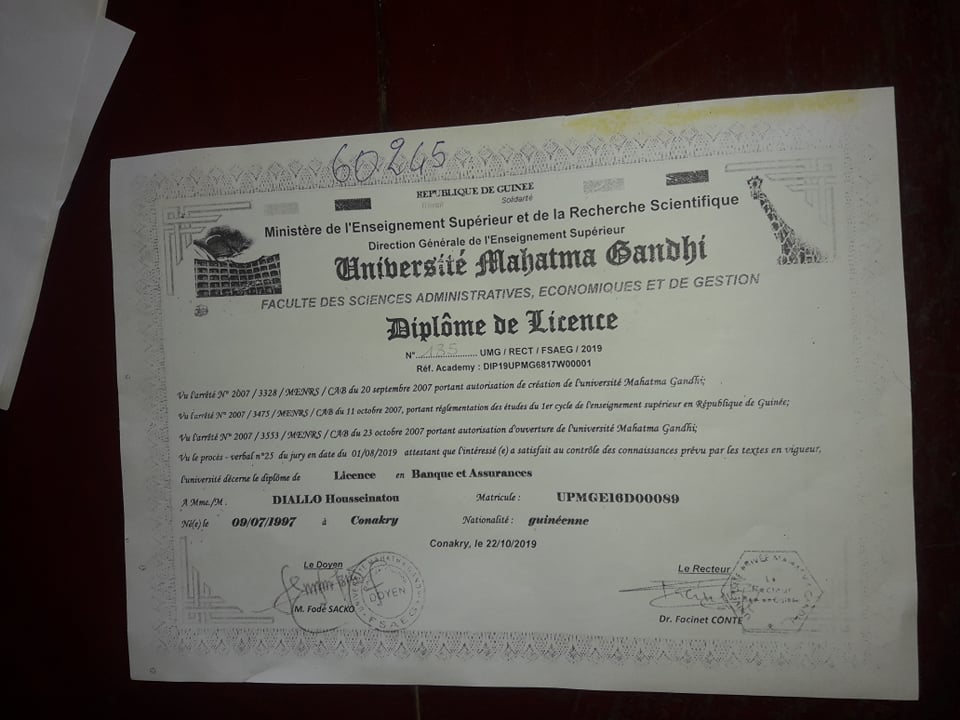 60245
REPUBLIQUE DE GUINEE
Travail Solidarté
Ministère de l'Enseignement Supérieur et de la Recherche Scientifique
Direction Générale de l'Enseignement Supérieur
Université Mahatma Gandhi
FACULTE DES SCIENCES ADMINISTRATIVES, ECONOMIQUES ET DE GESTION
Diplôme de Licence
N°....135........ UMG / RECT / FSAEG / 2019
Réf. Academy : DIP19UPMG6817W00001
Vu l'arrêté N° 2007 / 3328 / MENRS / CAB du 20 septembre 2007 portant autorisation de création de l'université Mahatma Gandhi;
Vu l'arrêté N° 2007 / 3475 / MENRS / CAB du 11 octobre 2007, portant réglementation des études du 1er cycle de l'enseignement supérieur en République de Guinée;
Vu l'arrêté N° 2007 / 3553 / MENRS / CAB du 23 octobre 2007 portant autorisation d'ouverture de l'université Mahatma Gandhi;
Vu le procès - verbal n°25 du jury en date du 01/08/2019 attestant que l'intéressé (e) a satisfait au contrôle des connaissances prévu par les textes en vigueur,
l'université décerne le diplôme de Licence en Banque et Assurances
A Mme./M. DIALLO Housseinatou Matricule : UPMGE16D00089
Né(e) le 09/07/1997 à Conakry Nationalité : guinéenne
Conakry, le 22/10/2019
Le Doyen Le Recteur
DOYEN
FSAEG
Le Recteur
M. Fodé SACKO Dr. Facinet CONTE